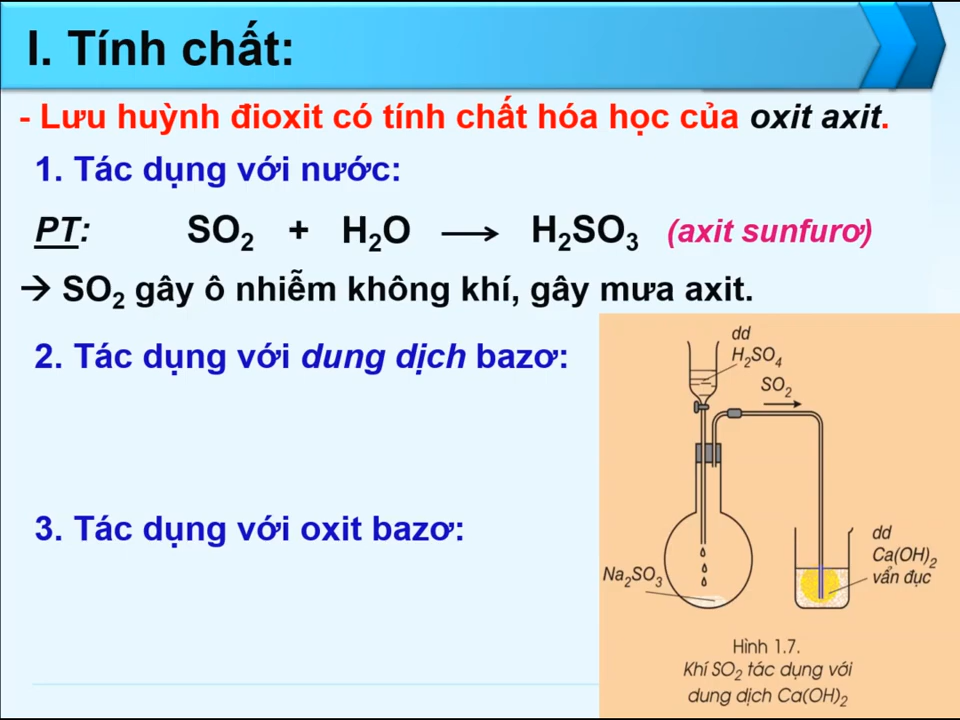 I. Tính chất:
- Lưu huỳnh đioxit có tính chất hóa học của oxit axit.
1. Tác dụng với nước:
PT: SO₂ + H₂O ⟶ H₂SO₃ (axit sunfurơ)
→ SO₂ gây ô nhiễm không khí, gây mưa axit.
2. Tác dụng với dung dịch bazơ:
3. Tác dụng với oxit bazơ:
dd
H₂SO₄
SO₂
Na₂SO₃
dd
Ca(OH)₂
vẩn đục
Hình 1.7.
Khí SO₂ tác dụng với
dung dịch Ca(OH)₂